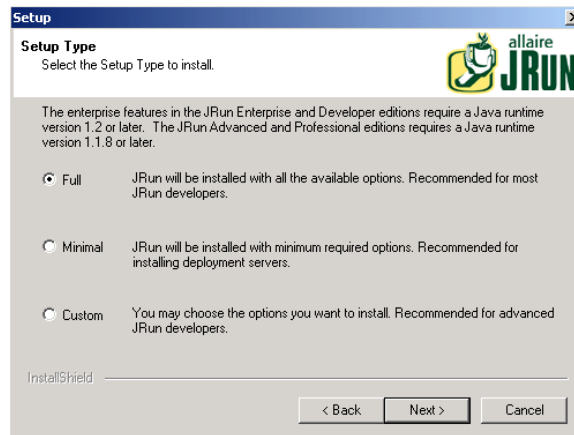 Setup
Setup Type
Select the Setup Type to install.
allaire
JRUN
The enterprise features in the JRun Enterprise and Developer editions require a Java runtime
version 1.2 or later. The JRun Advanced and Professional editions requires a Java runtime
version 1.1.8 or later.
Full
JRun will be installed with all the available options. Recommended for most
JRun developers.
Minimal
JRun will be installed with minimum required options. Recommended for
installing deployment servers.
Custom
You may choose the options you want to install. Recommended for advanced
JRun developers.
InstallShield
< Back
Next >
Cancel